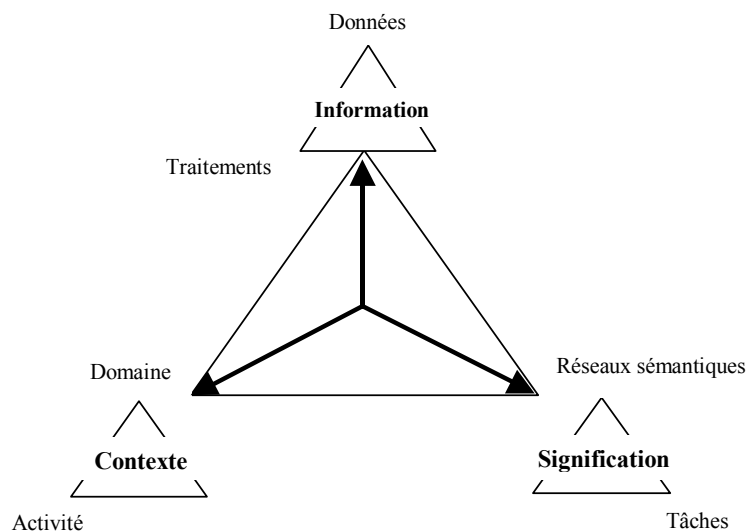 Données
Information
Traitements
Domaine
Réseaux sémantiques
Contexte
Signification
Activité
Tâches